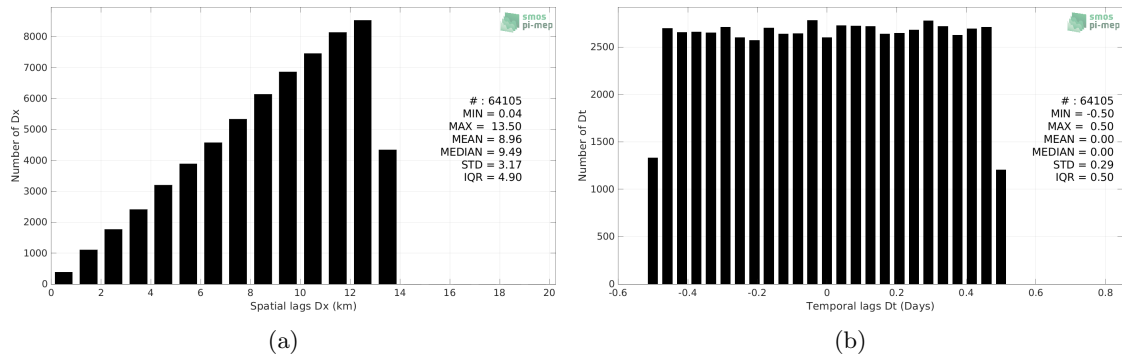 smos
pi-mep
8000
7000
6000
5000
4000
3000
2000
1000
0
Number of Dx
# : 64105
MIN = 0.04
MAX = 13.50
MEAN = 8.96
MEDIAN = 9.49
STD = 3.17
IQR = 4.90
0 2 4 6 8 10 12 14 16 18 20
Spatial lags Dx (km)
(a)
smos
pi-mep
2500
2000
1500
1000
500
0
Number of Dt
# : 64105
MIN = -0.50
MAX = 0.50
MEAN = 0.00
MEDIAN = 0.00
STD = 0.29
IQR = 0.50
-0.6 -0.4 -0.2 0 0.2 0.4 0.6 0.8
Temporal lags Dt (Days)
(b)